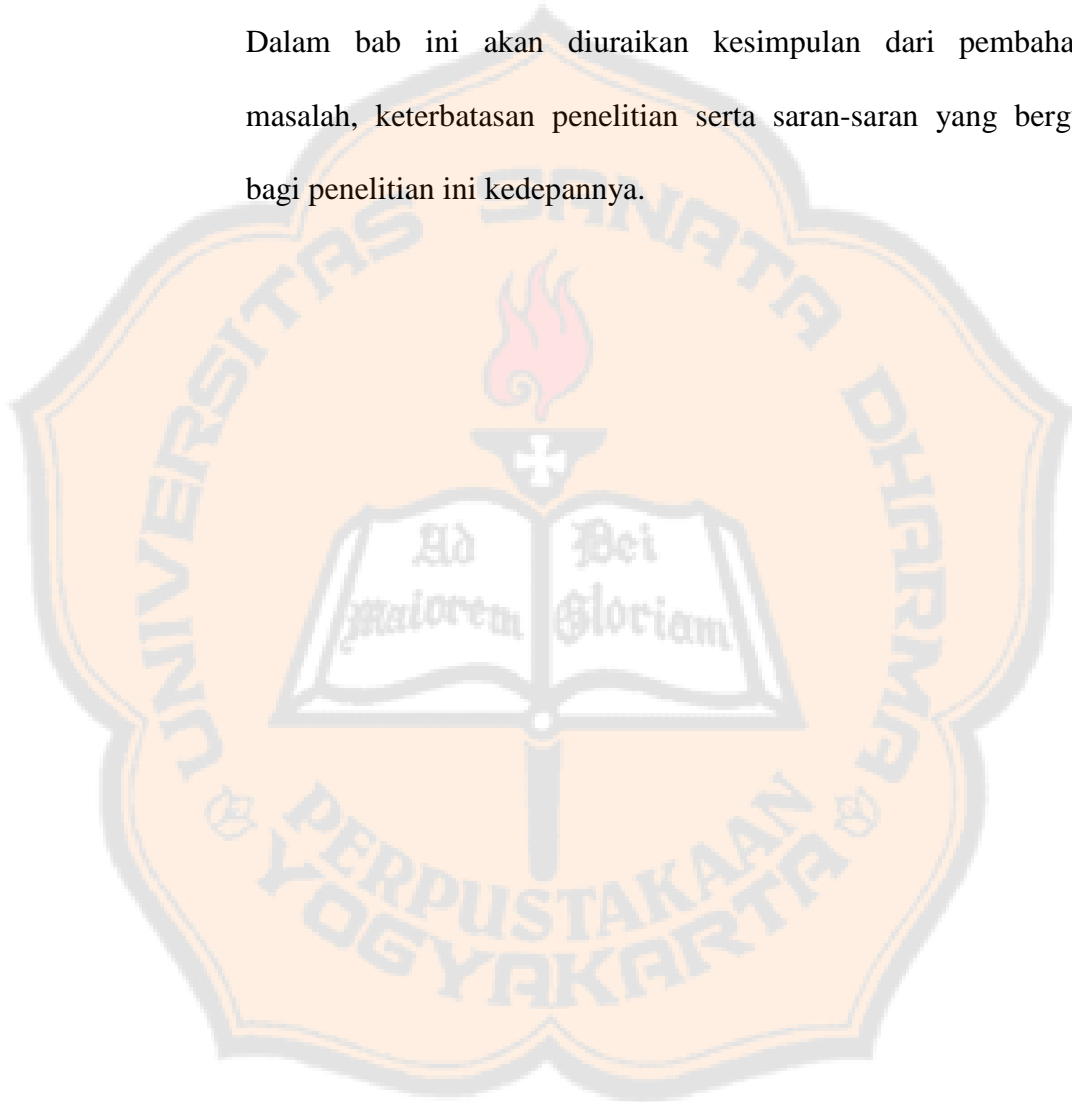 Dalam bab ini akan diuraikan kesimpulan dari pembaha
masalah, keterbatasan penelitian serta saran-saran yang berg
bagi penelitian ini kedepannya.
UNIVERSITAS SANATA DHARMA
Ad Dei
Maiorem Gloriam
PERPUSTAKAAN
YOGYAKARTA